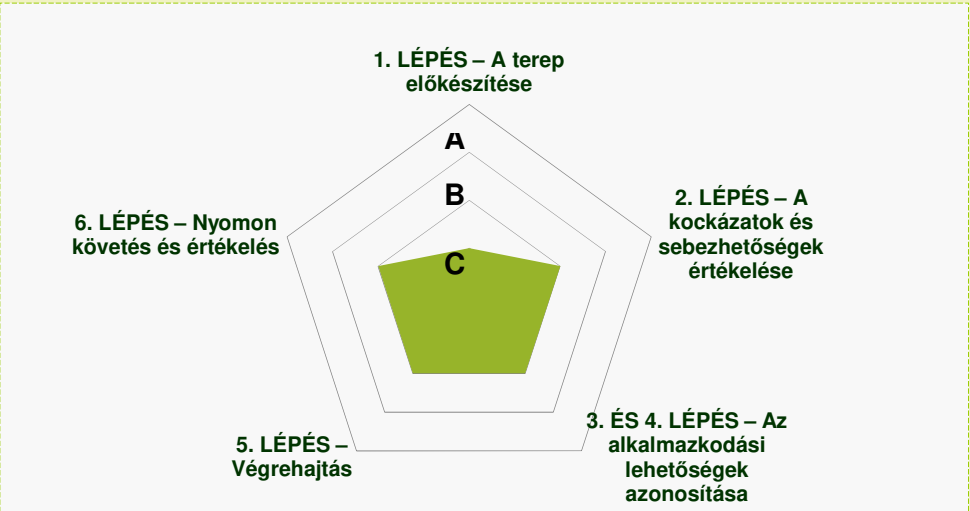 1. LÉPÉS – A terep
előkészítése
A
B
C
2. LÉPÉS – A
kockázatok és
sebezhetőségek
értékelése
3. ÉS 4. LÉPÉS – Az
alkalmazkodási
lehetőségek
azonosítása
5. LÉPÉS –
Végrehajtás
6. LÉPÉS – Nyomon
követés és értékelés